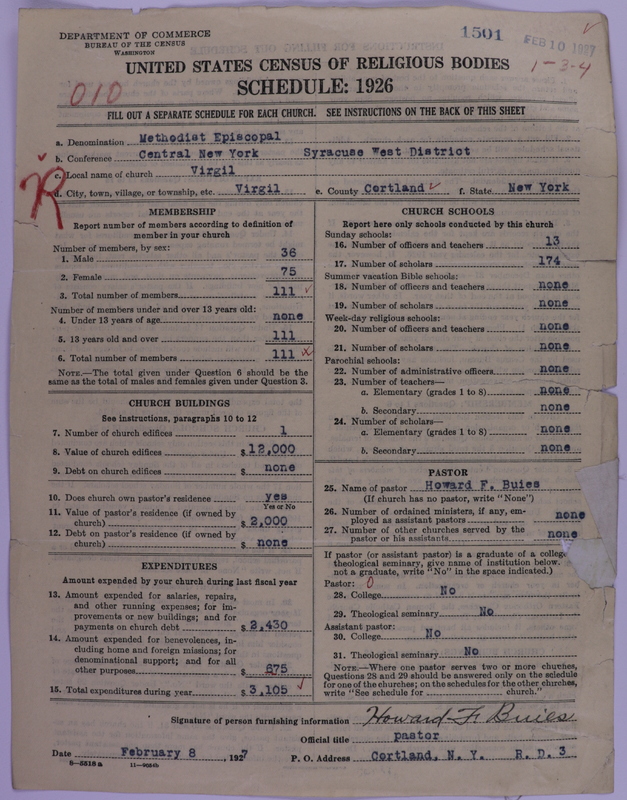 DEPARTMENT OF COMMERCE
BUREAU OF THE CENSUS
WASHINGTON
1501
FEB 10 1927
1-3-4
UNITED STATES CENSUS OF RELIGIOUS BODIES
SCHEDULE: 1926
010
FILL OUT A SEPARATE SCHEDULE FOR EACH CHURCH. SEE INSTRUCTIONS ON THE BACK OF THIS SHEET
a. Denomination Methodist Episcopal
b. Conference Central New York Syracuse West District
c. Local name of church Virgil
d. City, town, village, or township, etc. Virgil e. County Cortland f. State New York
MEMBERSHIP
Report number of members according to definition of
member in your church
Number of members, by sex:
1. Male 36
2. Female 75
3. Total number of members 111
Number of members under and over 13 years old:
4. Under 13 years of age none
5. 13 years old and over 111
6. Total number of members 111
NOTE.—The total given under Question 6 should be the
same as the total of males and females given under Question 3.
CHURCH BUILDINGS
See instructions, paragraphs 10 to 12
7. Number of church edifices 1
8. Value of church edifices $12,000
9. Debt on church edifices $ none
10. Does church own pastor's residence yes
Yes or No
11. Value of pastor's residence (if owned by
church) $ 2,000
12. Debt on pastor's residence (if owned by
church) $ none
EXPENDITURES
Amount expended by your church during last fiscal year
13. Amount expended for salaries, repairs,
and other running expenses; for im-
provements or new buildings; and for
payments on church debt $ 2,430
14. Amount expended for benevolences, in-
cluding home and foreign missions; for
denominational support; and for all
other purposes $ 675
15. Total expenditures during year $ 3,105
CHURCH SCHOOLS
Report here only schools conducted by this church
Sunday schools:
16. Number of officers and teachers 13
17. Number of scholars 174
Summer vacation Bible schools:
18. Number of officers and teachers none
19. Number of scholars none
Week-day religious schools:
20. Number of officers and teachers none
21. Number of scholars none
Parochial schools:
22. Number of administrative officers none
23. Number of teachers—
a. Elementary (grades 1 to 8) none
b. Secondary none
24. Number of scholars—
a. Elementary (grades 1 to 8) none
b. Secondary none
PASTOR
25. Name of pastor Howard F. Buies
(If church has no pastor, write "None")
26. Number of ordained ministers, if any, em-
ployed as assistant pastors none
27. Number of other churches served by the
pastor or his assistants none
If pastor (or assistant pastor) is a graduate of a college
theological seminary, give name of institution below.
not a graduate, write "No" in the space indicated.)
Pastor: 0
28. College No
29. Theological seminary No
Assistant pastor:
30. College No
31. Theological seminary No
NOTE.—Where one pastor serves two or more churches,
Questions 28 and 29 should be answered only on the schedule
for one of the churches; on the schedules for the other churches,
write "See schedule for church."
Signature of person furnishing information Howard F. Buies
Official title pastor
Date February 8, 1927 P. O. Address Cortland, N. Y. R. D. 3